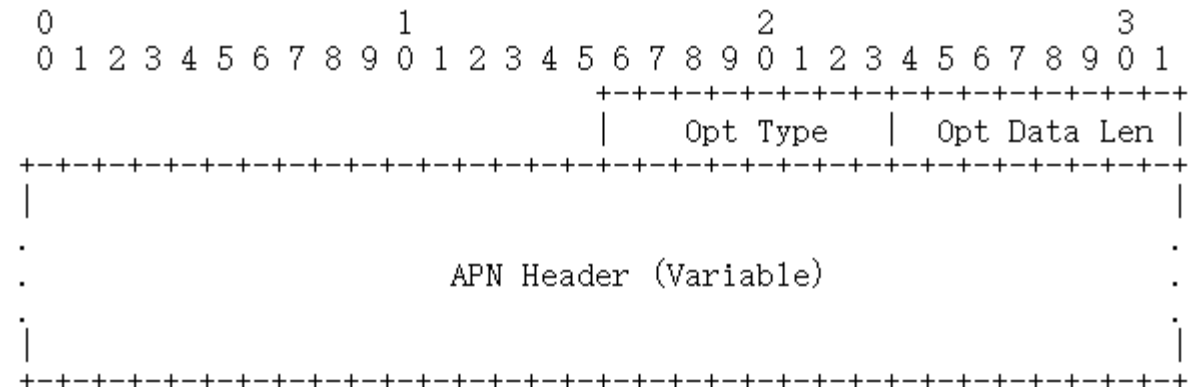 0                   1                   2                   3
0 1 2 3 4 5 6 7 8 9 0 1 2 3 4 5 6 7 8 9 0 1 2 3 4 5 6 7 8 9 0 1
+-+-+-+-+-+-+-+-+-+-+-+-+-+-+-+-+
| Opt Type | Opt Data Len |
+-+-+-+-+-+-+-+-+-+-+-+-+-+-+-+-+-+-+-+-+-+-+-+-+-+-+-+-+-+-+-+-+
| |
. .
. APN Header (Variable) .
. .
| |
+-+-+-+-+-+-+-+-+-+-+-+-+-+-+-+-+-+-+-+-+-+-+-+-+-+-+-+-+-+-+-+-+